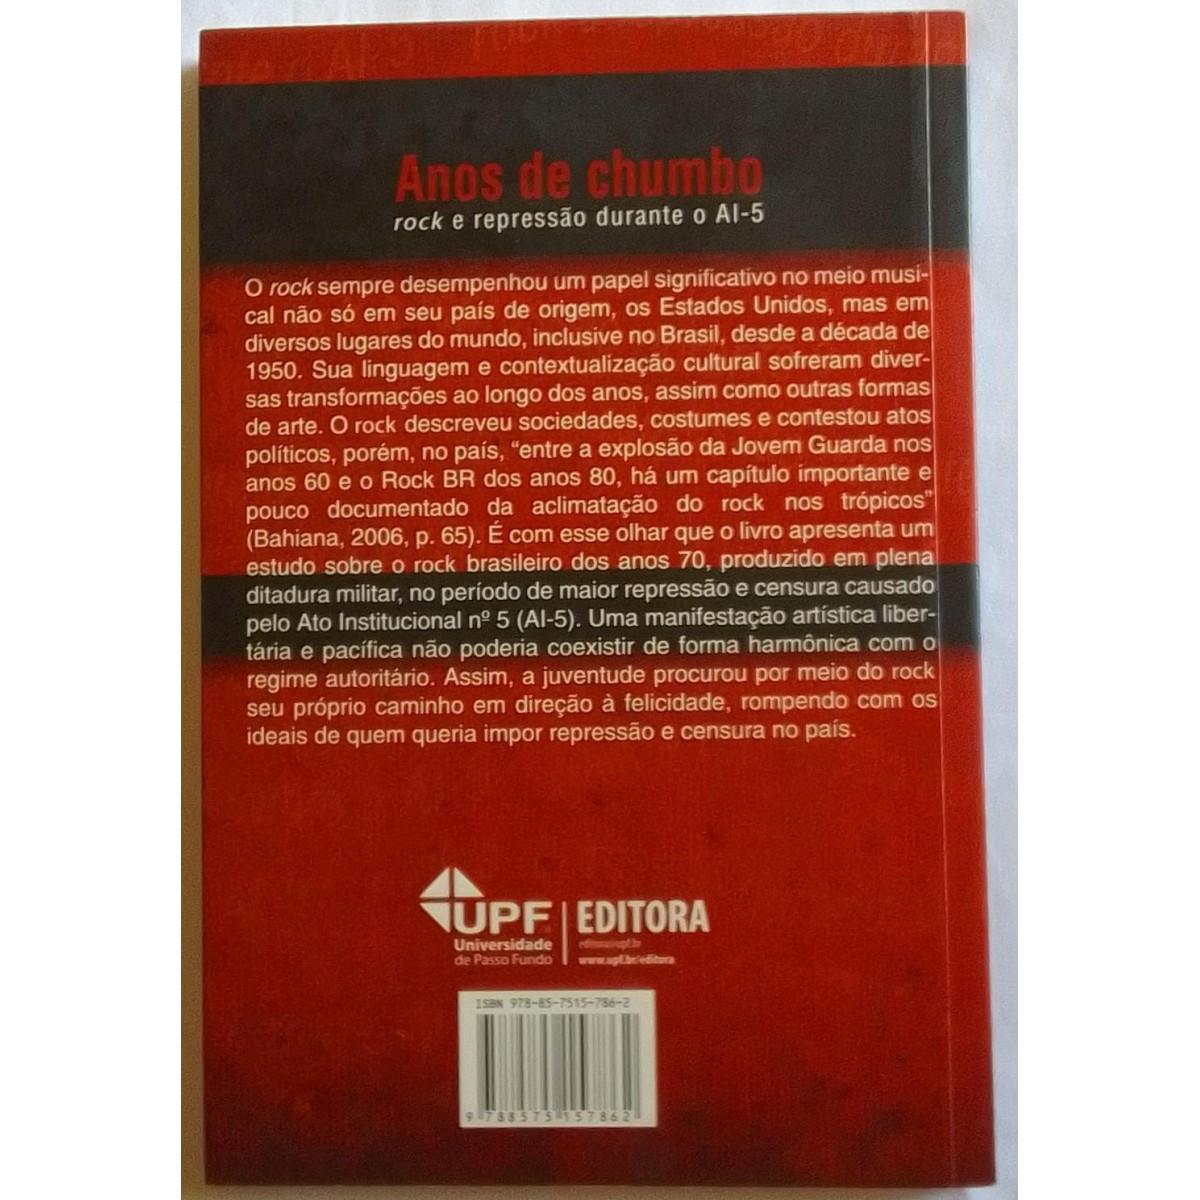 AI-5 rock
Anos de chumbo
rock e repressão durante o AI-5
O rock sempre desempenhou um papel significativo no meio musi-
cal não só em seu país de origem, os Estados Unidos, mas em
diversos lugares do mundo, inclusive no Brasil, desde a década de
1950. Sua linguagem e contextualização cultural sofreram diver-
sas transformações ao longo dos anos, assim como outras formas
de arte. O rock descreveu sociedades, costumes e contestou atos
políticos, porém, no país, “entre a explosão da Jovem Guarda nos
anos 60 e o Rock BR dos anos 80, há um capítulo importante e
pouco documentado da aclimatação do rock nos trópicos”
(Bahiana, 2006, p. 65). É com esse olhar que o livro apresenta um
estudo sobre o rock brasileiro dos anos 70, produzido em plena
ditadura militar, no período de maior repressão e censura causado
pelo Ato Institucional nº 5 (AI-5). Uma manifestação artística liber-
tária e pacífica não poderia coexistir de forma harmônica com o
regime autoritário. Assim, a juventude procurou por meio do rock
seu próprio caminho em direção à felicidade, rompendo com os
ideais de quem queria impor repressão e censura no país.
UPF EDITORA
Universidade
de Passo Fundo
editora@upf.br
www.upf.br/editora
ISBN 978-85-7515-786-2
9 788575 157862